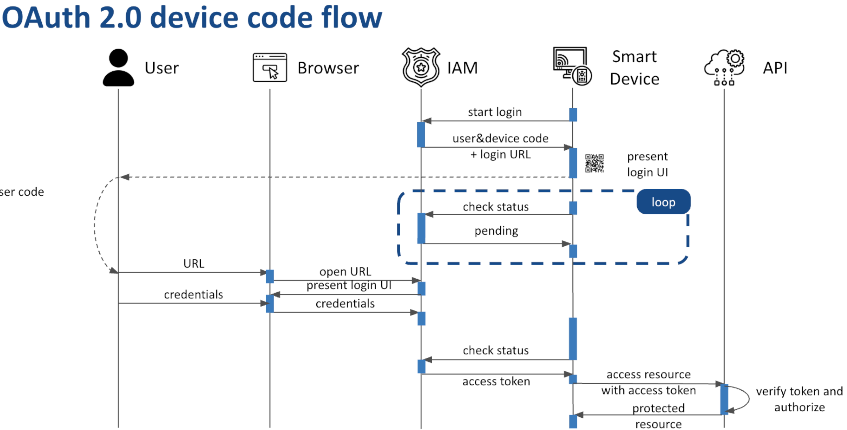 OAuth 2.0 device code flow
User
Browser
IAM
Smart
Device
API
start login
user&device code
+ login URL
present
login UI
ser code
loop
check status
pending
URL
open URL
present login UI
credentials
credentials
check status
access token
access resource
with access token
verify token and
authorize
protected
resource